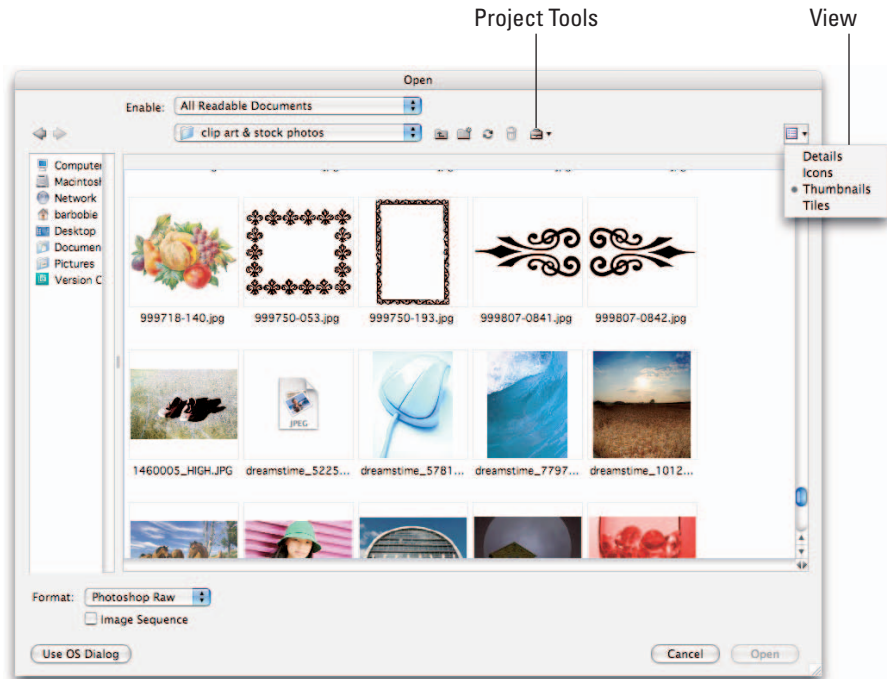 Project Tools
View
Open
Enable: All Readable Documents
clip art & stock photos
Details
Icons
Thumbnails
Tiles
Computer
Macintosh
Network
barbobie
Desktop
Documen
Pictures
Version C
999718-140.jpg 999750-053.jpg 999750-193.jpg 999807-0841.jpg 999807-0842.jpg
JPEG
1460005_HIGH.JPG dreamstime_5225... dreamstime_5781... dreamstime_7797... dreamstime_1012...
Format: Photoshop Raw
Image Sequence
Use OS Dialog
Cancel
Open